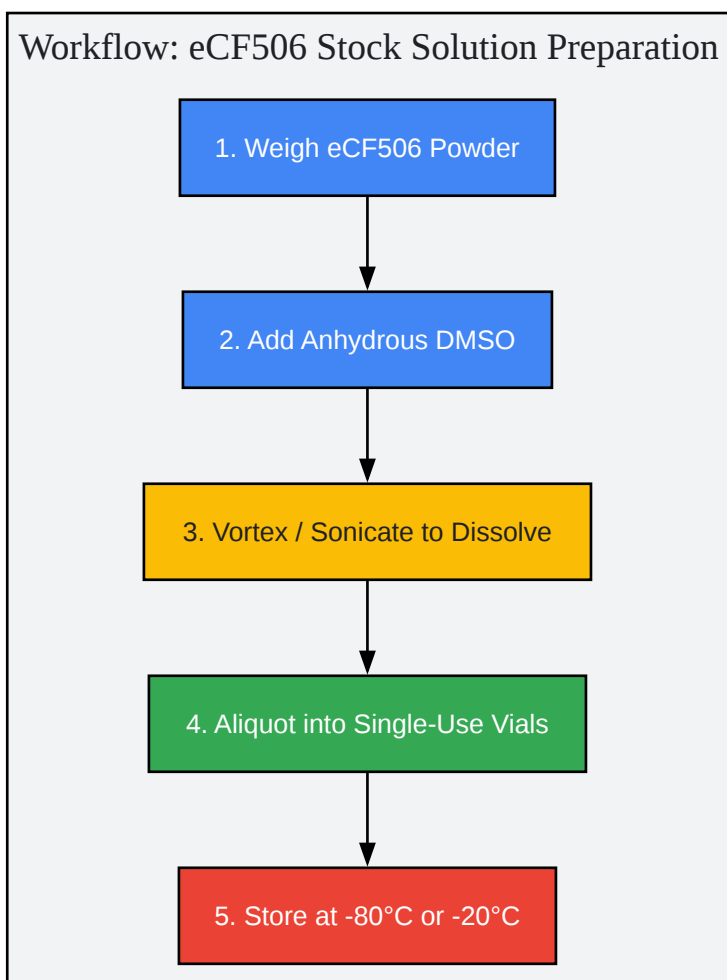 Workflow: eCF506 Stock Solution Preparation
1. Weigh eCF506 Powder
2. Add Anhydrous DMSO
3. Vortex / Sonicate to Dissolve
4. Aliquot into Single-Use Vials
5. Store at -80°C or -20°C